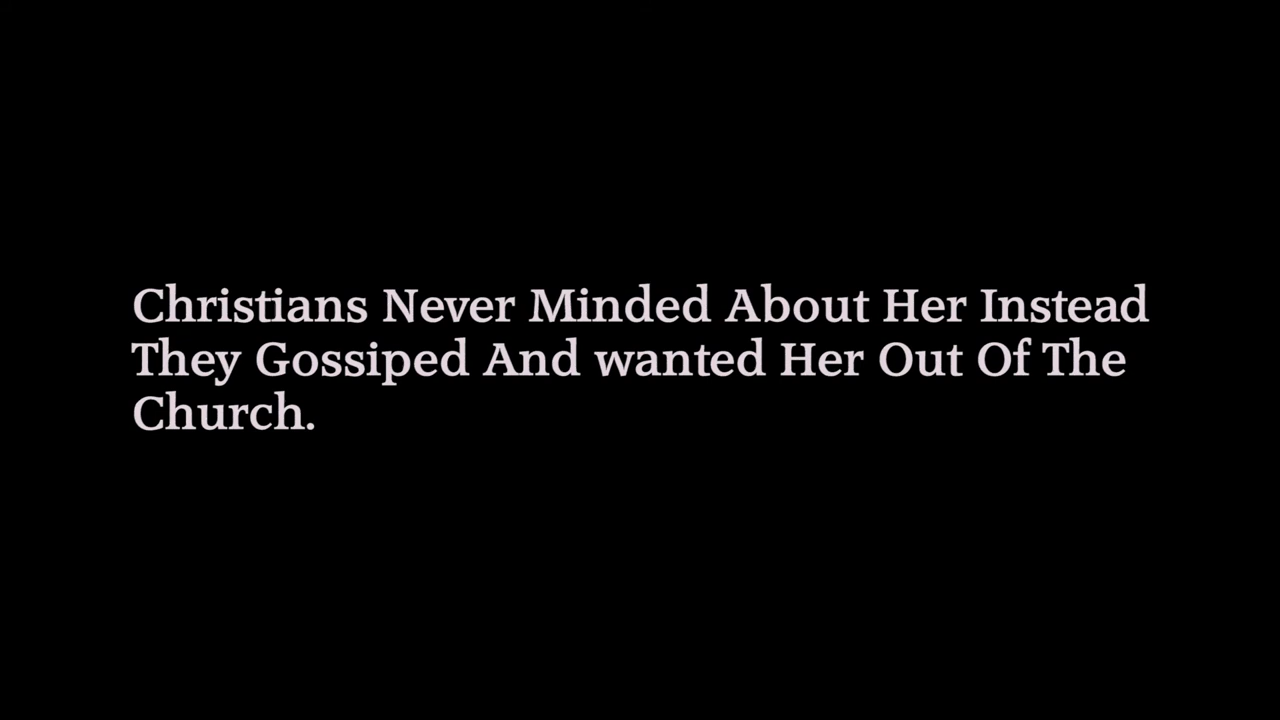 Christians Never Minded About Her Instead
They Gossiped And wanted Her Out Of The
Church.